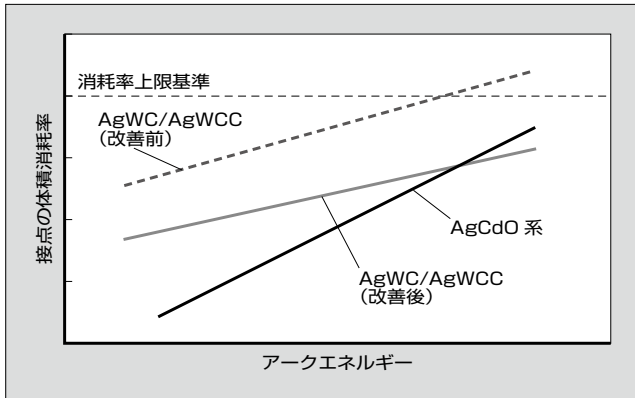 消耗率上限基準
AgWC/AgWCC
（改善前）
接点の体積消耗率
AgCdO 系
AgWC/AgWCC
（改善後）
アークエネルギー